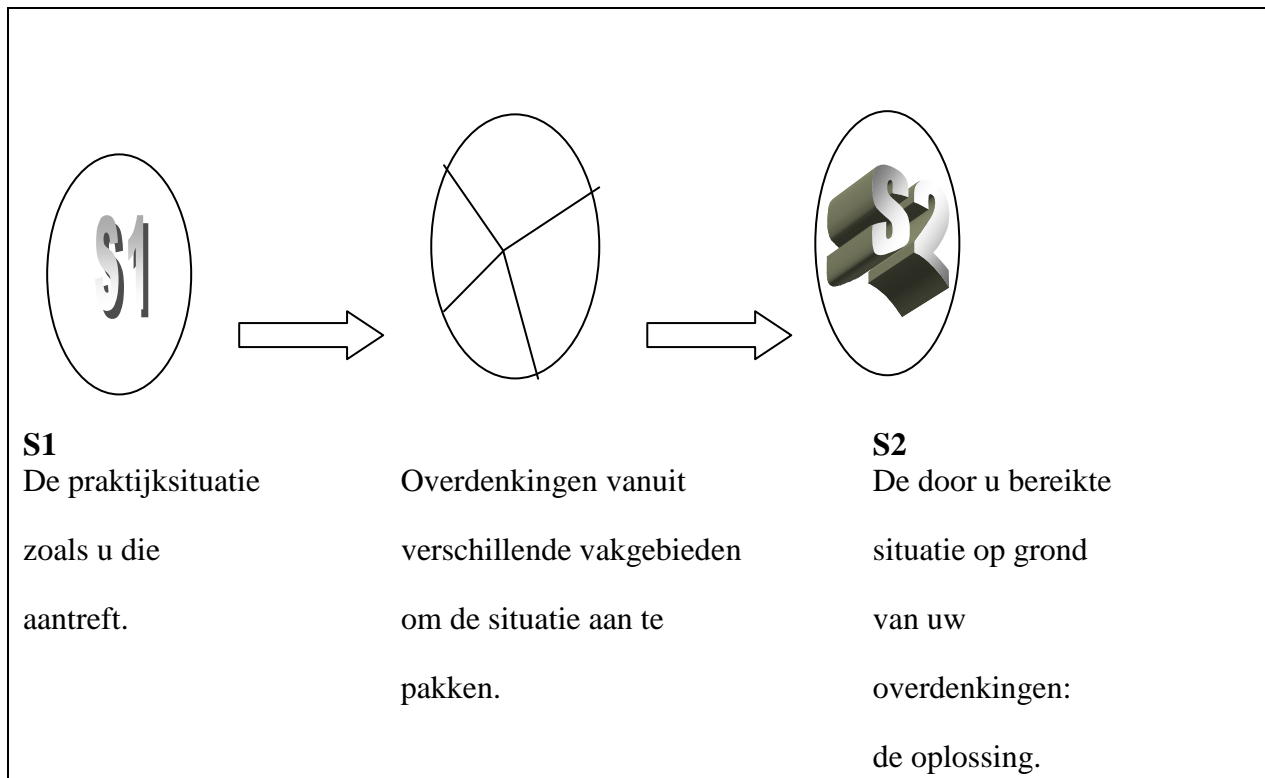 S1
S2
S1
De praktijksituatie
zoals u die
aantreft.
Overdenkingen vanuit
verschillende vakgebieden
om de situatie aan te
pakken.
S2
De door u bereikte
situatie op grond
van uw
overdenkingen:
de oplossing.